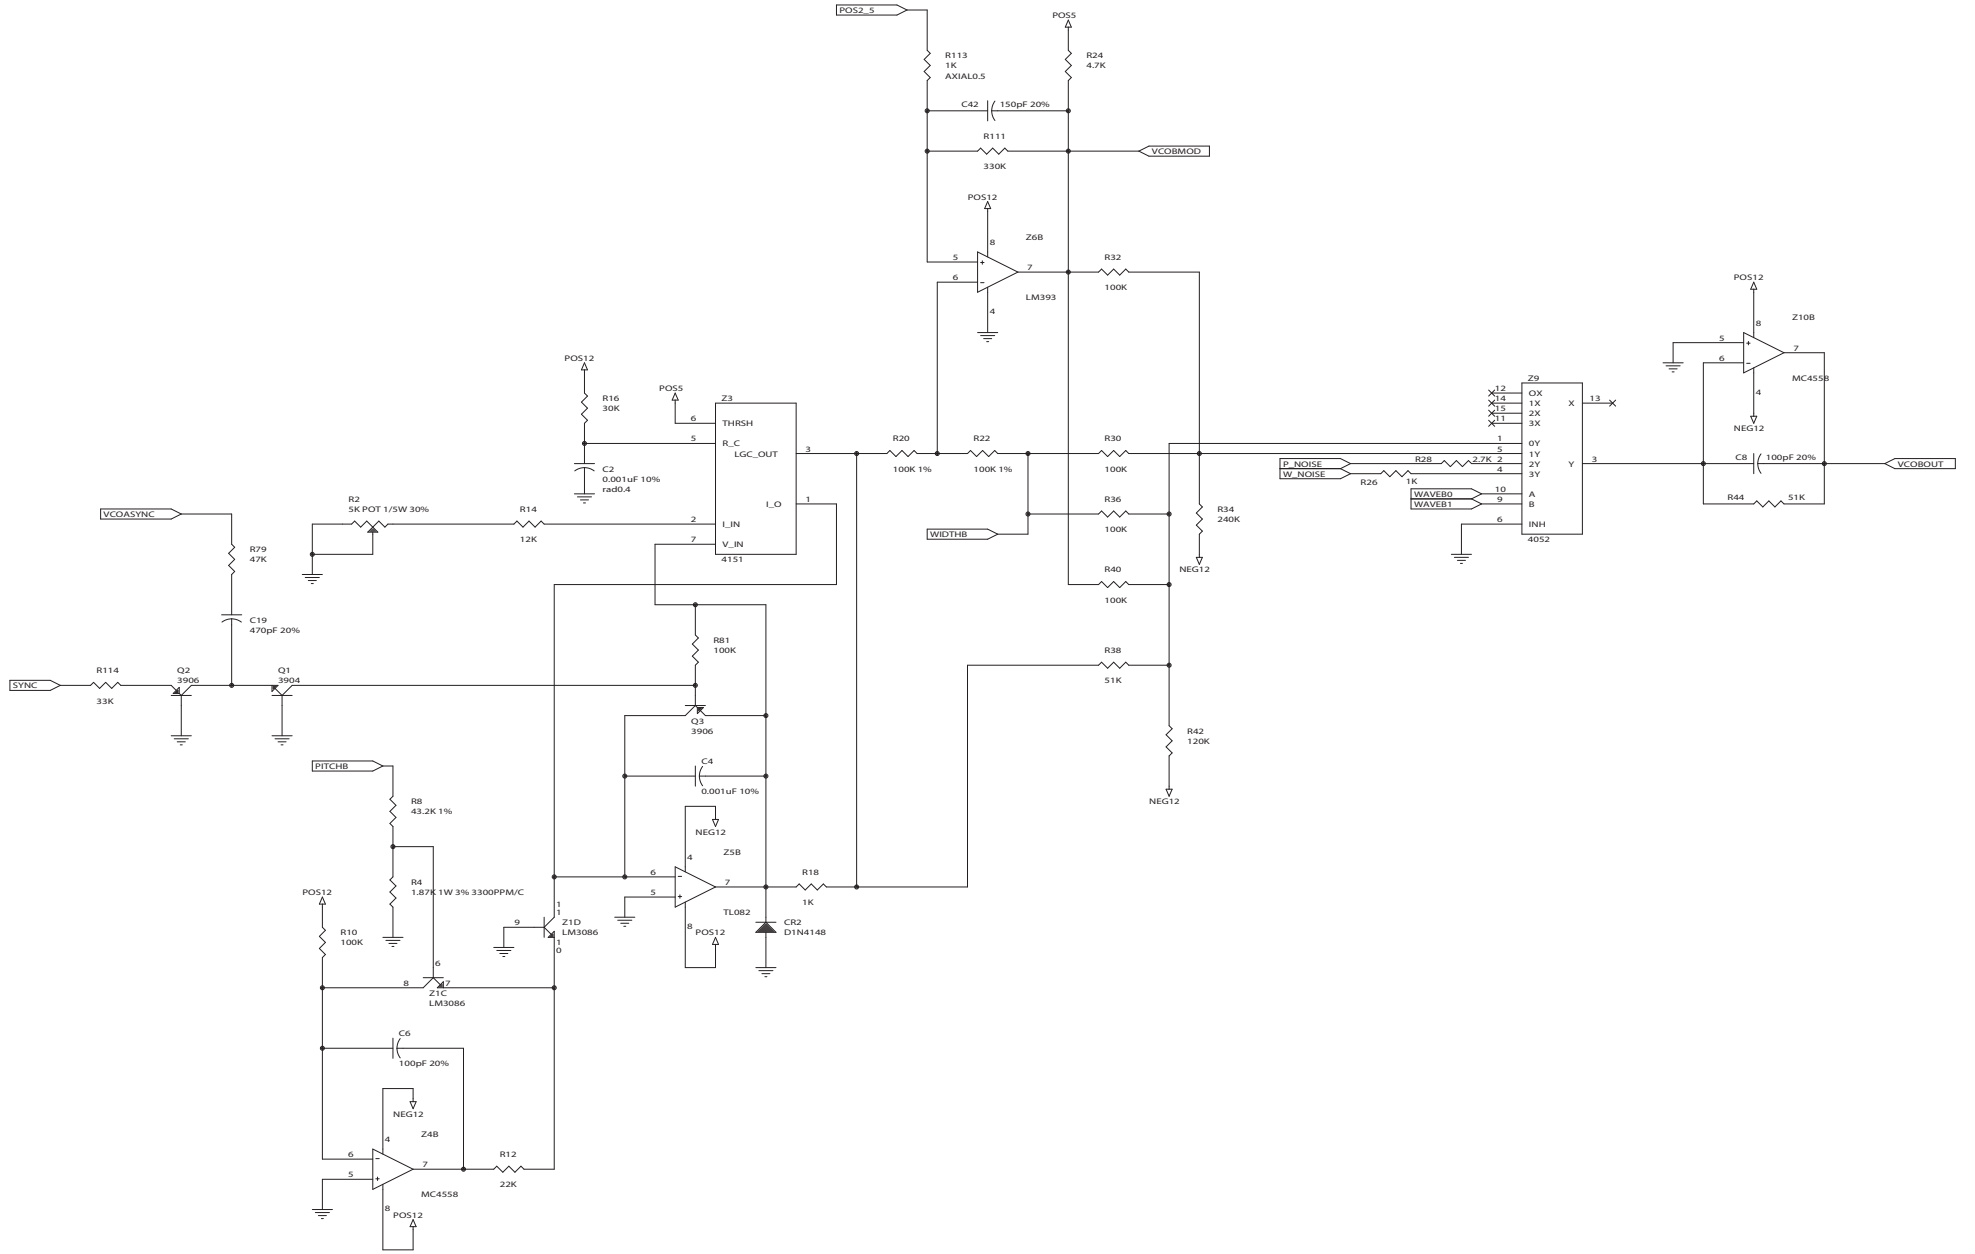 POS2_5
POS5
R113
1K
AXIAL0.5
R24
4.7K
C42
150pF 20%
R111
330K
VCOBMOD
POS12
8
Z6B
5
+
7
6
−
R32
100K
LM393
4
POS12
8
Z10B
5
+
7
6
−
MC4558
4
NEG12
POS12
R16
30K
POS5
Z3
6
THRSH
5
R_C
LGC_OUT
3
C2
0.001uF 10%
rad0.4
1
I_O
2
I_IN
7
V_IN
4151
R2
5K POT 1/5W 30%
R14
12K
R20
100K 1%
R22
100K 1%
R30
100K
R36
100K
WIDTHB
R34
240K
NEG12
R40
100K
Z9
12
0X
14
1X
15
2X
11
3X
X
13
1
0Y
5
1Y
P_NOISE
R28
2.7K
2
2Y
W_NOISE
R26
1K
4
3Y
Y
3
WAVEB0
10
A
WAVEB1
9
B
6
INH
4052
C8
100pF 20%
VCOBOUT
R44
51K
VCOASYNC
R79
47K
C19
470pF 20%
R81
100K
R38
51K
SYNC
R114
33K
Q2
3906
Q1
3904
Q3
3906
R42
120K
NEG12
PITCHB
C4
0.001uF 10%
R8
43.2K 1%
NEG12
4
Z5B
6
−
7
5
+
R18
1K
TL082
8
POS12
CR2
D1N4148
R4
1.87K 1W 3% 3300PPM/C
POS12
R10
100K
1
1
9
Z1D
LM3086
1
0
6
8
7
Z1C
LM3086
C6
100pF 20%
NEG12
4
Z4B
6
−
7
5
+
R12
22K
MC4558
8
POS12